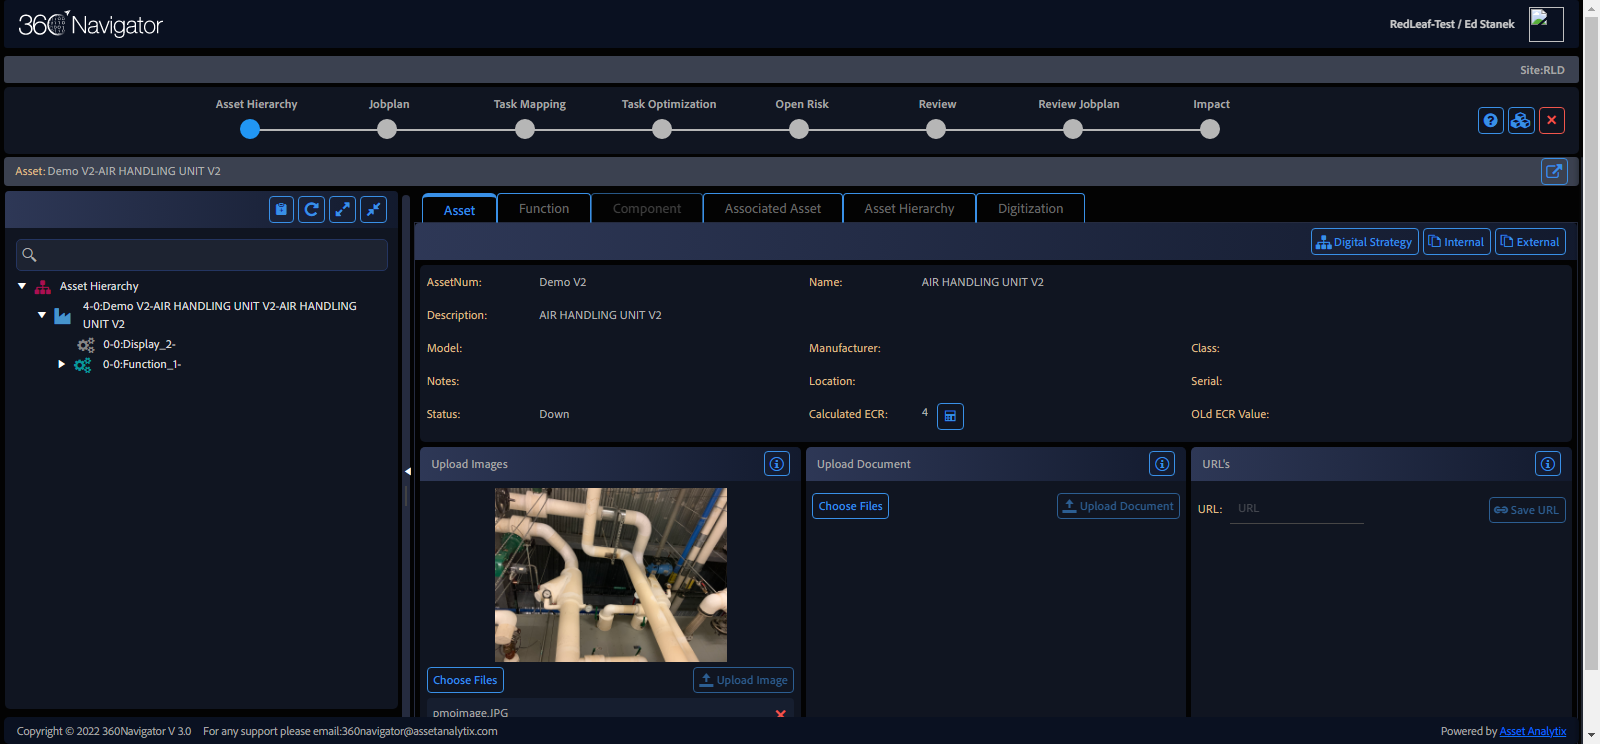 360 Navigator
RedLeaf-Test / Ed Stanek
Site:RLD
Asset Hierarchy
Jobplan
Task Mapping
Task Optimization
Open Risk
Review
Review Jobplan
Impact
Asset: Demo V2-AIR HANDLING UNIT V2
Asset Hierarchy
4-0:Demo V2-AIR HANDLING UNIT V2-AIR HANDLING
UNIT V2
0-0:Display_2-
0-0:Function_1-
Asset
Function
Component
Associated Asset
Asset Hierarchy
Digitization
Digital Strategy
Internal
External
AssetNum: Demo V2 Name: AIR HANDLING UNIT V2
Description: AIR HANDLING UNIT V2
Model: Manufacturer: Class:
Notes: Location: Serial:
Status: Down Calculated ECR: 4 OLd ECR Value:
Upload Images
Choose Files
Upload Image
pmoimage.JPG
Upload Document
Choose Files
Upload Document
URL's
URL: URL
Save URL
Copyright © 2022 360Navigator V 3.0 For any support please email:360navigator@assetanalytix.com
Powered by Asset Analytix